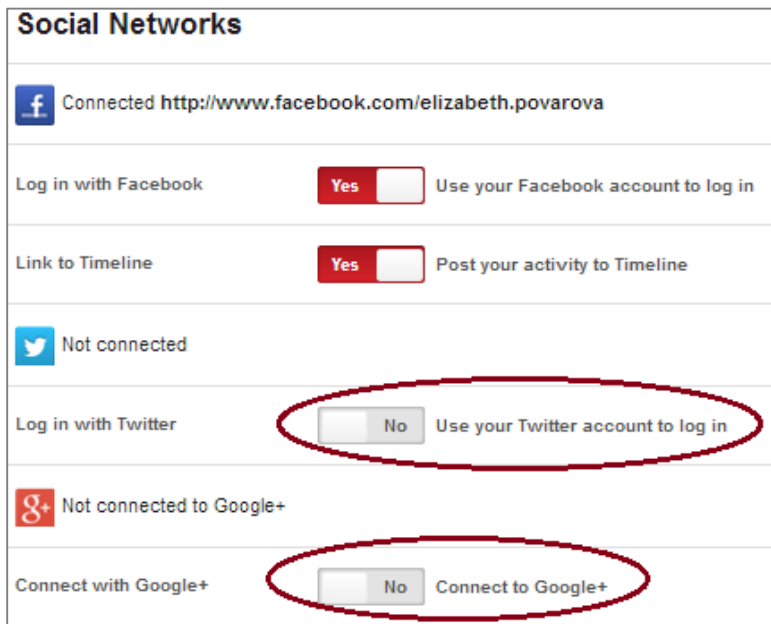 Social Networks
f Connected http://www.facebook.com/elizabeth.povarova
Log in with Facebook Yes Use your Facebook account to log in
Link to Timeline Yes Post your activity to Timeline
Not connected
Log in with Twitter No Use your Twitter account to log in
g+ Not connected to Google+
Connect with Google+ No Connect to Google+